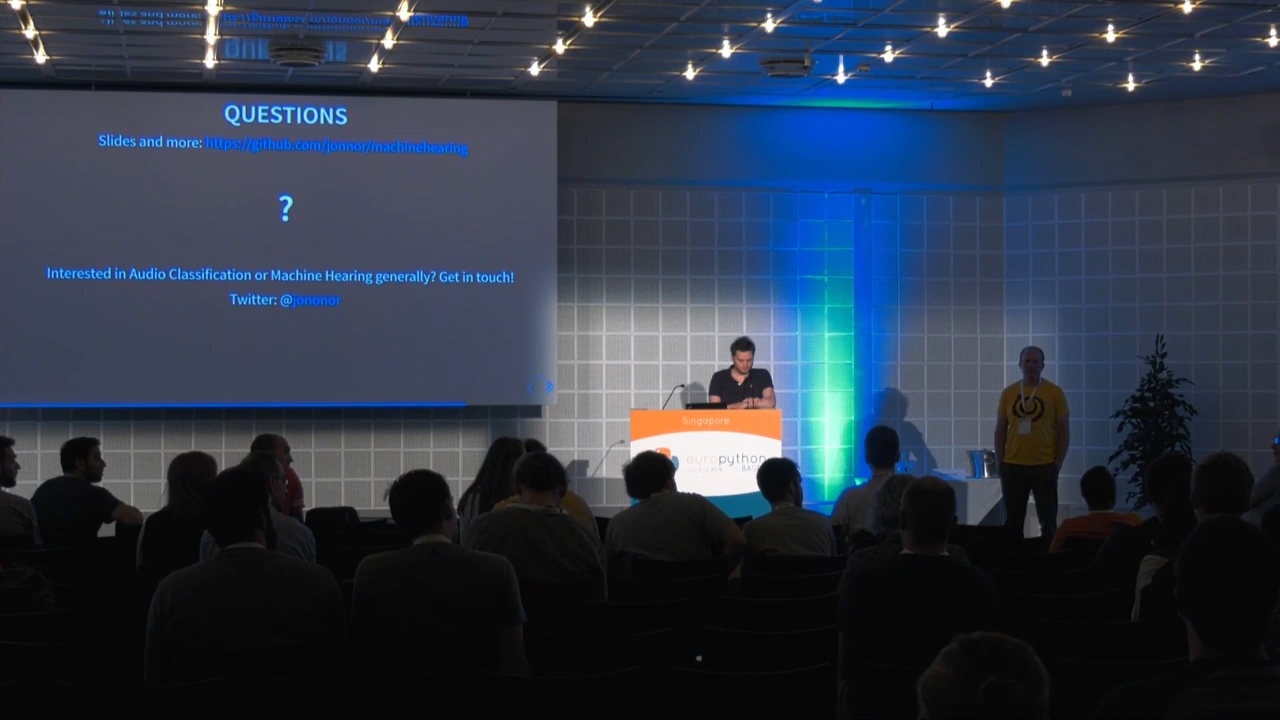 QUESTIONS
Slides and more: https://github.com/jonnor/machinehearing
?
Interested in Audio Classification or Machine Hearing generally? Get in touch!
Twitter: @jononor
Singapore
europython